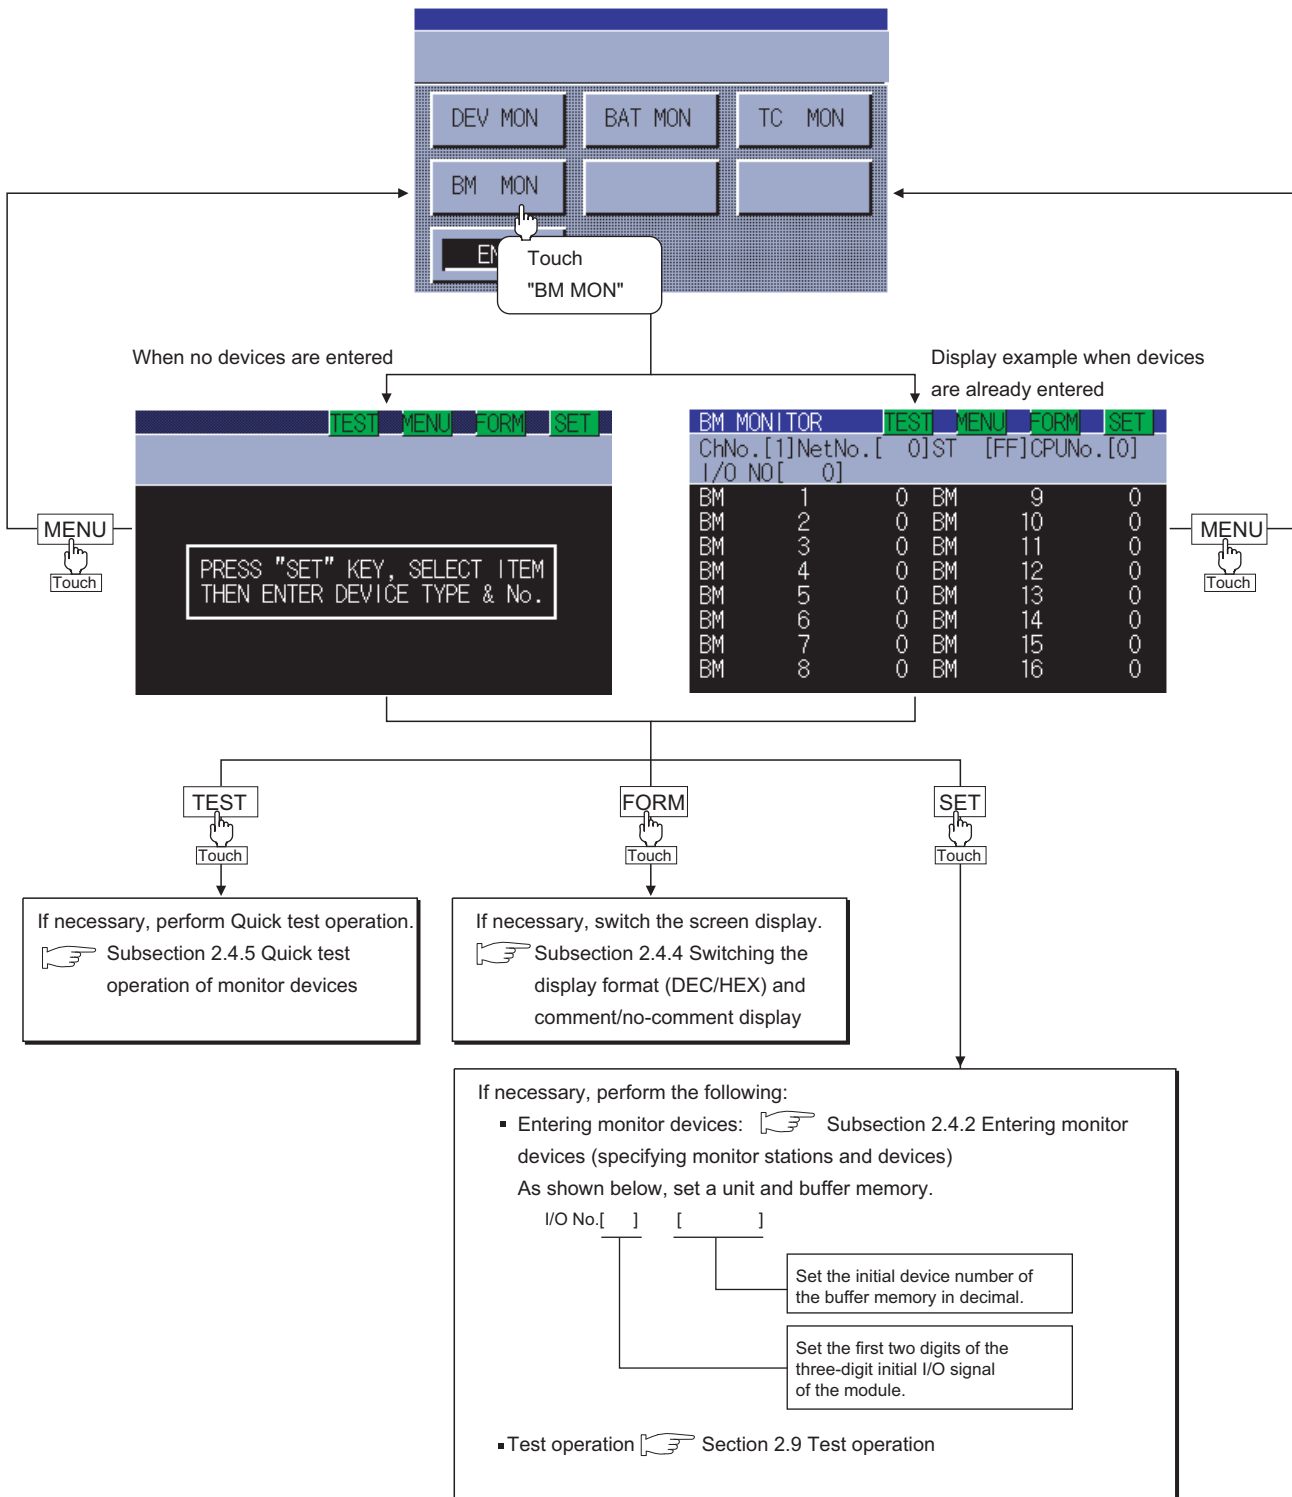 DEV MON
BAT MON
TC MON
BM MON
Touch
"BM MON"
When no devices are entered
Display example when devices
are already entered
TEST MENU FORM SET
PRESS "SET" KEY, SELECT ITEM
THEN ENTER DEVICE TYPE & No.
BM MONITOR TEST MENU FORM SET
ChNo.[1]NetNo.[ 0]ST [FF]CPUNo.[0]
I/O NO[ 0]
BM 1 0 BM 9 0
BM 2 0 BM 10 0
BM 3 0 BM 11 0
BM 4 0 BM 12 0
BM 5 0 BM 13 0
BM 6 0 BM 14 0
BM 7 0 BM 15 0
BM 8 0 BM 16 0
MENU
Touch
MENU
Touch
TEST
Touch
FORM
Touch
SET
Touch
If necessary, perform Quick test operation.
Subsection 2.4.5 Quick test
operation of monitor devices
If necessary, switch the screen display.
Subsection 2.4.4 Switching the
display format (DEC/HEX) and
comment/no-comment display
If necessary, perform the following:
▪ Entering monitor devices: Subsection 2.4.2 Entering monitor
devices (specifying monitor stations and devices)
As shown below, set a unit and buffer memory.
I/O No.[ ] [ ]
Set the initial device number of
the buffer memory in decimal.
Set the first two digits of the
three-digit initial I/O signal
of the module.
▪Test operation Section 2.9 Test operation